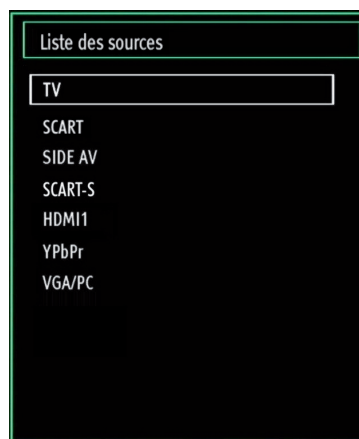 Liste des sources
TV
SCART
SIDE AV
SCART-S
HDMI1
YPbPr
VGA/PC